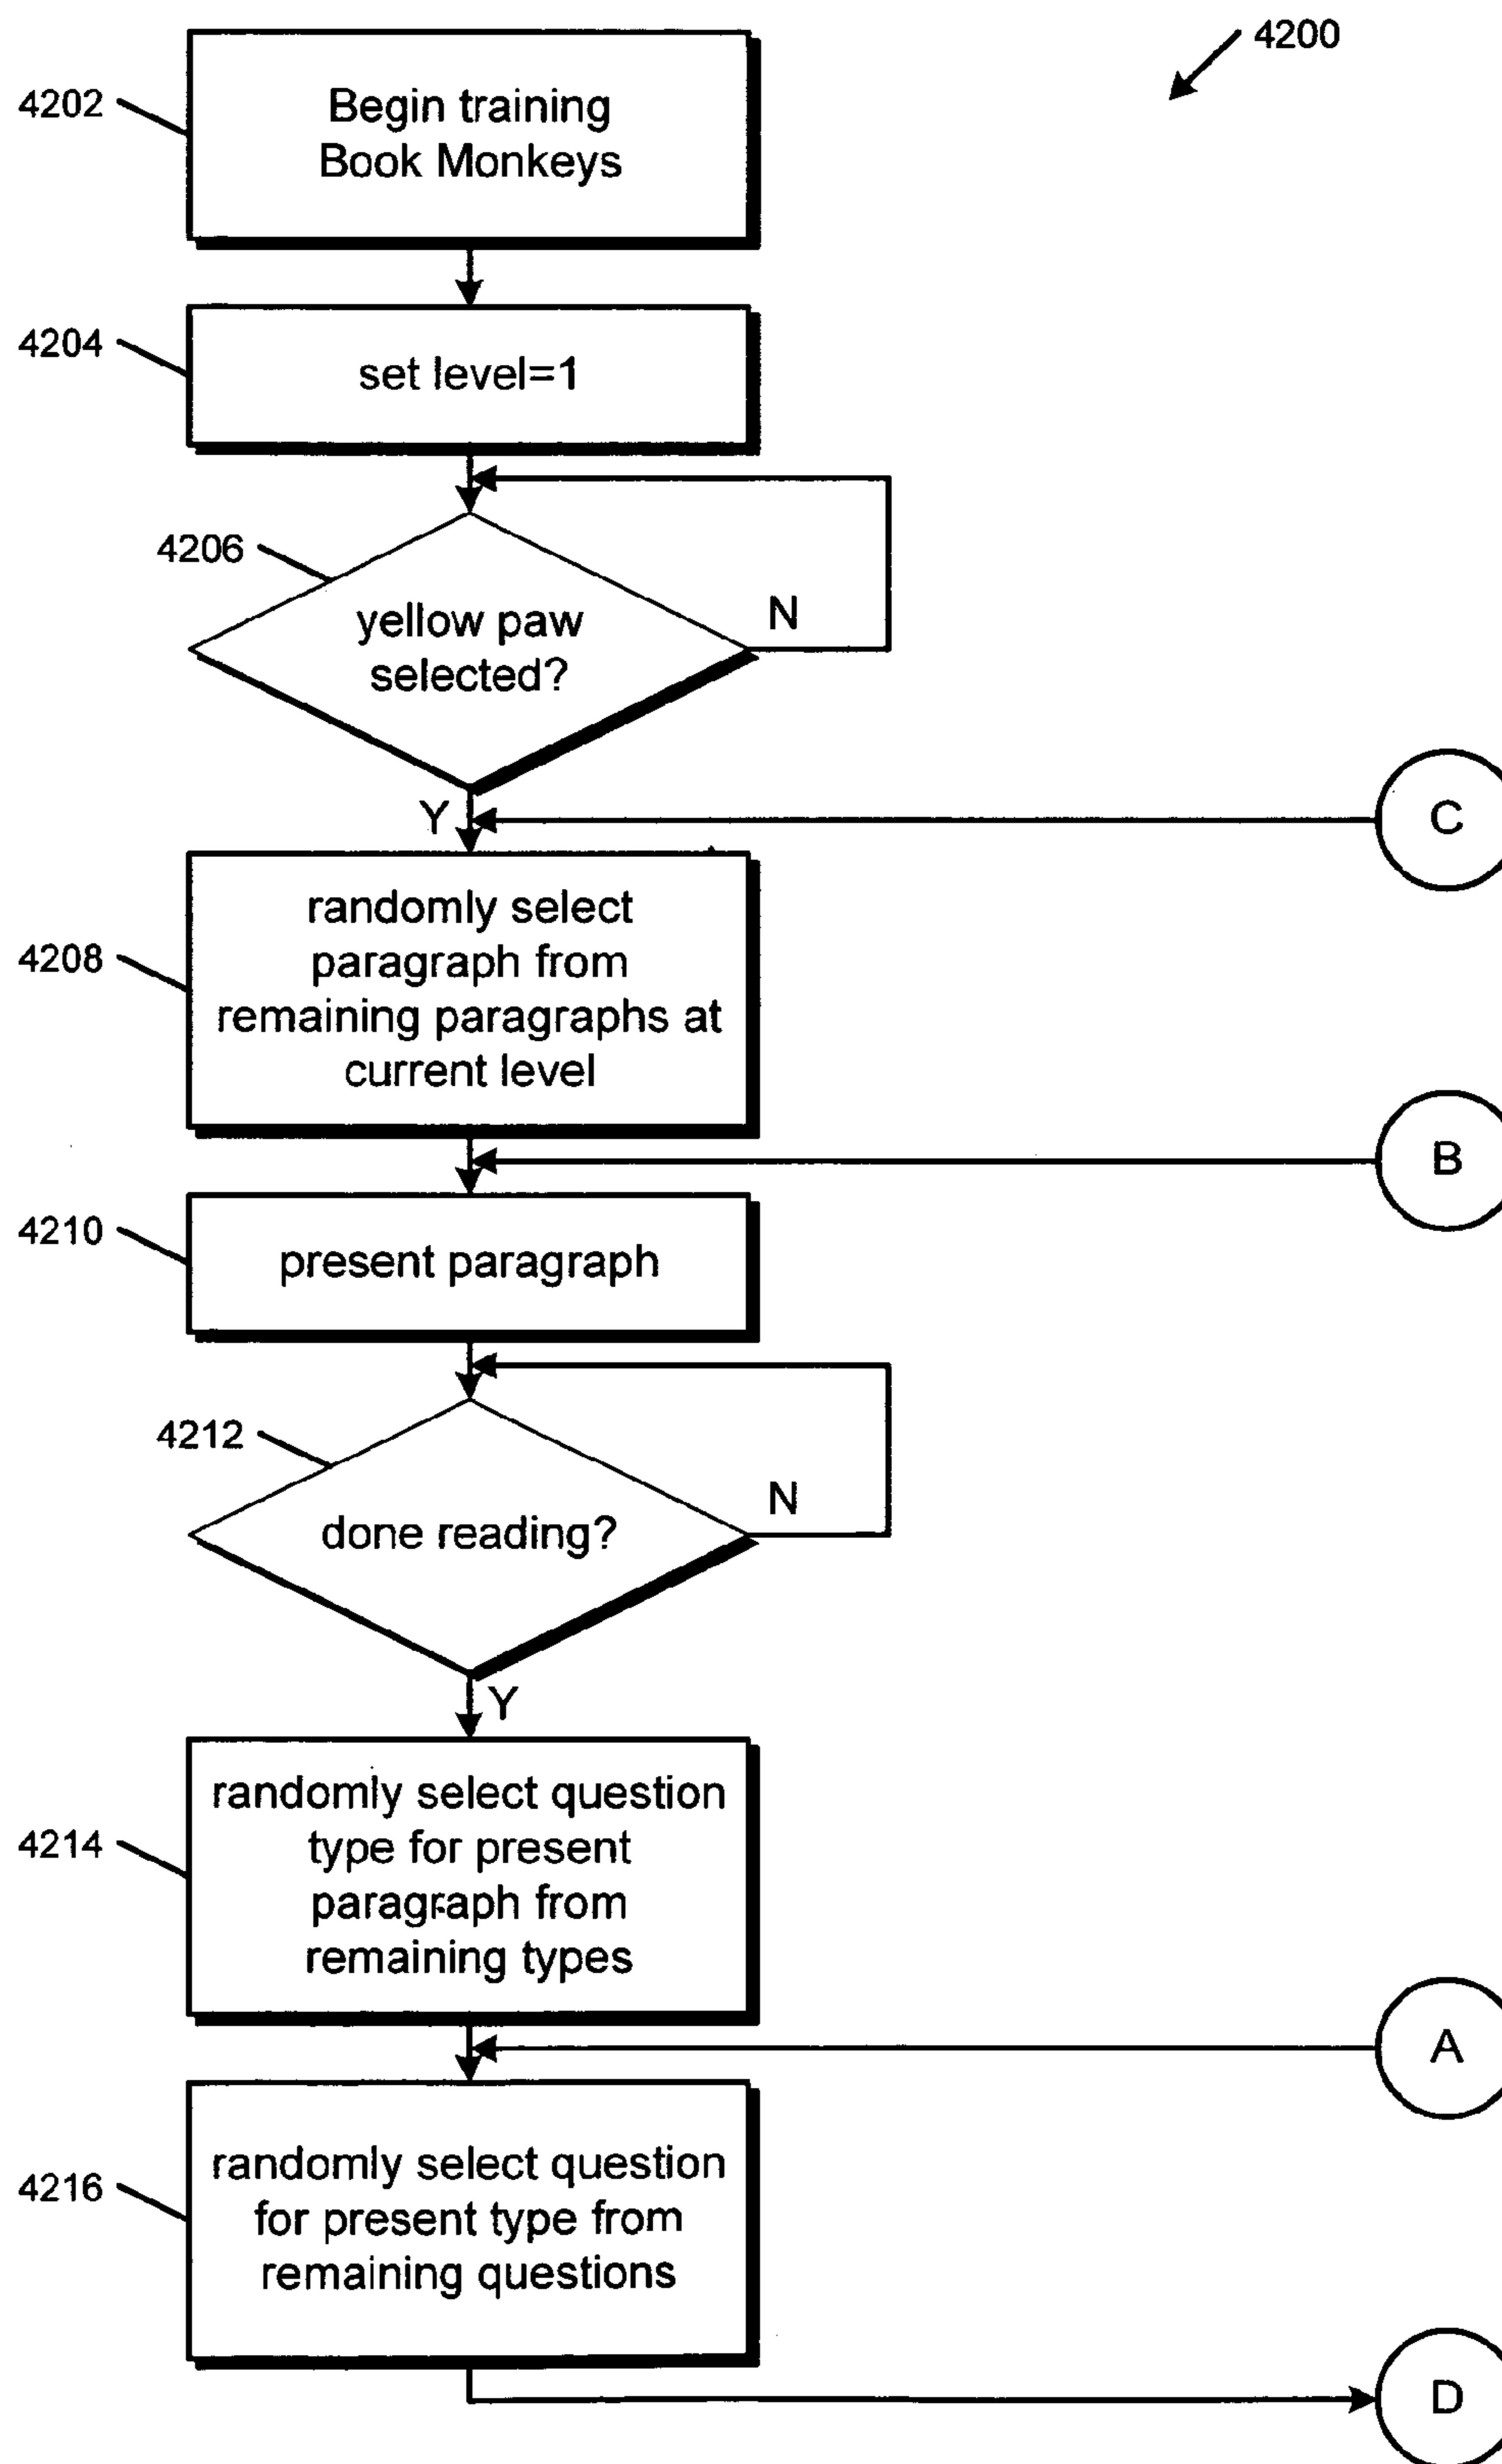 4200
4202
Begin training
Book Monkeys
4204
set level=1
4206
yellow paw
selected?
N
Y
C
4208
randomly select
paragraph from
remaining paragraphs at
current level
B
4210
present paragraph
4212
done reading?
N
Y
4214
randomly select question
type for present
paragraph from
remaining types
A
4216
randomly select question
for present type from
remaining questions
D